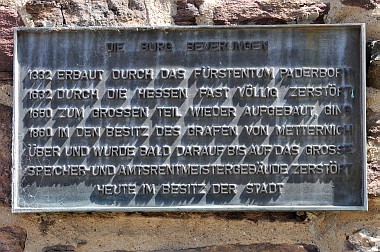 DIE BURG BEVERUNGEN
1332 ERBAUT DURCH DAS FÜRSTENTUM PADERBORN
1632 DURCH DIE HESSEN FAST VÖLLIG ZERSTÖRT
1650 ZUM GROSSEN TEIL WIEDER AUFGEBAUT GING
1860 IN DEN BESITZ DES GRAFEN VON METTERNICH
ÜBER UND WURDE BALD DARAUF BIS AUF DAS GROSSE
SPEICHER-UND AMTSRENTMEISTERGEBÄUDE ZERSTÖRT
HEUTE IM BESITZ DER STADT